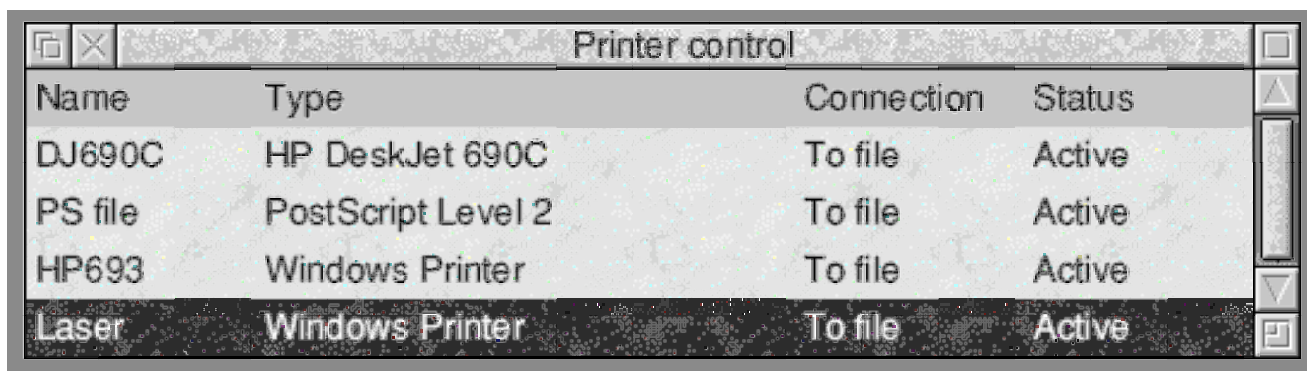 Printer control
Name Type Connection Status
DJ690C HP DeskJet 690C To file Active
PS file PostScript Level 2 To file Active
HP693 Windows Printer To file Active
Laser Windows Printer To file Active